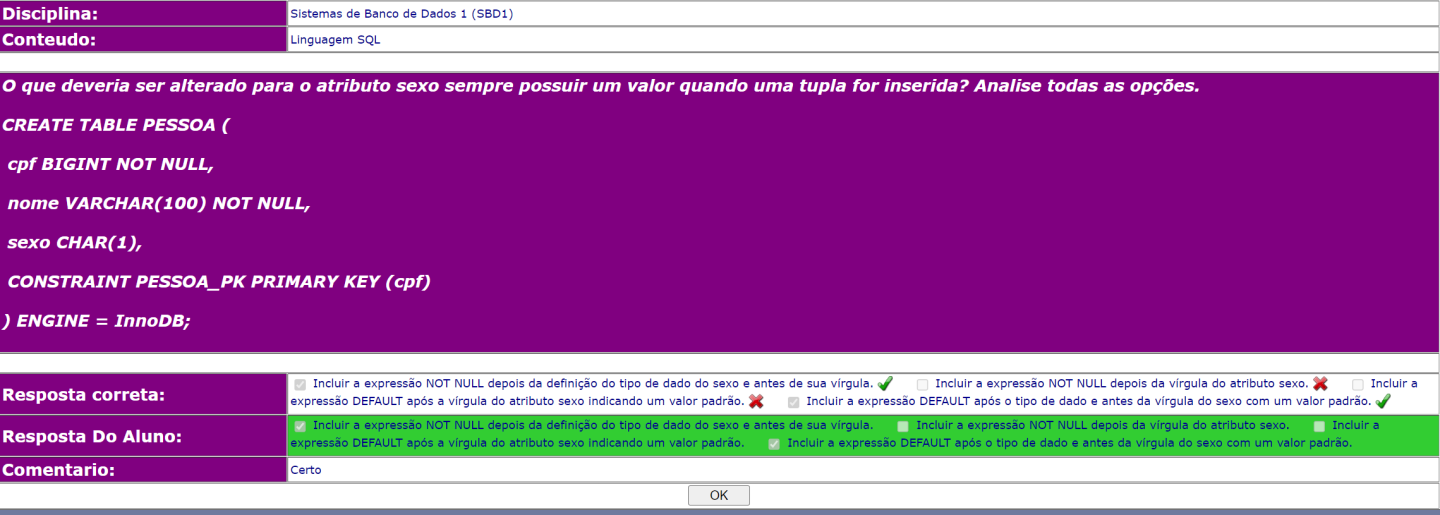 Disciplina: Sistemas de Banco de Dados 1 (SBD1)
Conteudo: Linguagem SQL
O que deveria ser alterado para o atributo sexo sempre possuir um valor quando uma tupla for inserida? Analise todas as opções.
CREATE TABLE PESSOA (
cpf BIGINT NOT NULL,
nome VARCHAR(100) NOT NULL,
sexo CHAR(1),
CONSTRAINT PESSOA_PK PRIMARY KEY (cpf)
) ENGINE = InnoDB;
Resposta correta: Incluir a expressão NOT NULL depois da definição do tipo de dado do sexo e antes de sua vírgula. Incluir a expressão NOT NULL depois da vírgula do atributo sexo. Incluir a
expressão DEFAULT após a vírgula do atributo sexo indicando um valor padrão. Incluir a expressão DEFAULT após o tipo de dado e antes da vírgula do sexo com um valor padrão.
Resposta Do Aluno: Incluir a expressão NOT NULL depois da definição do tipo de dado do sexo e antes de sua vírgula. Incluir a expressão NOT NULL depois da vírgula do atributo sexo. Incluir a
expressão DEFAULT após a vírgula do atributo sexo indicando um valor padrão. Incluir a expressão DEFAULT após o tipo de dado e antes da vírgula do sexo com um valor padrão.
Comentario: Certo
OK